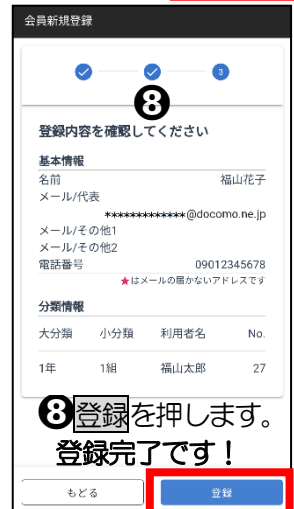 会員新規登録
3
❽
登録内容を確認してください
基本情報
名前 福山花子
メール/代表
*************@docomo.ne.jp
メール/その他1
メール/その他2
電話番号 09012345678
★はメールの届かないアドレスです
分類情報
大分類 小分類 利用者名 No.
1年 1組 福山太郎 27
❽登録を押します。
登録完了です！
もどる 登録